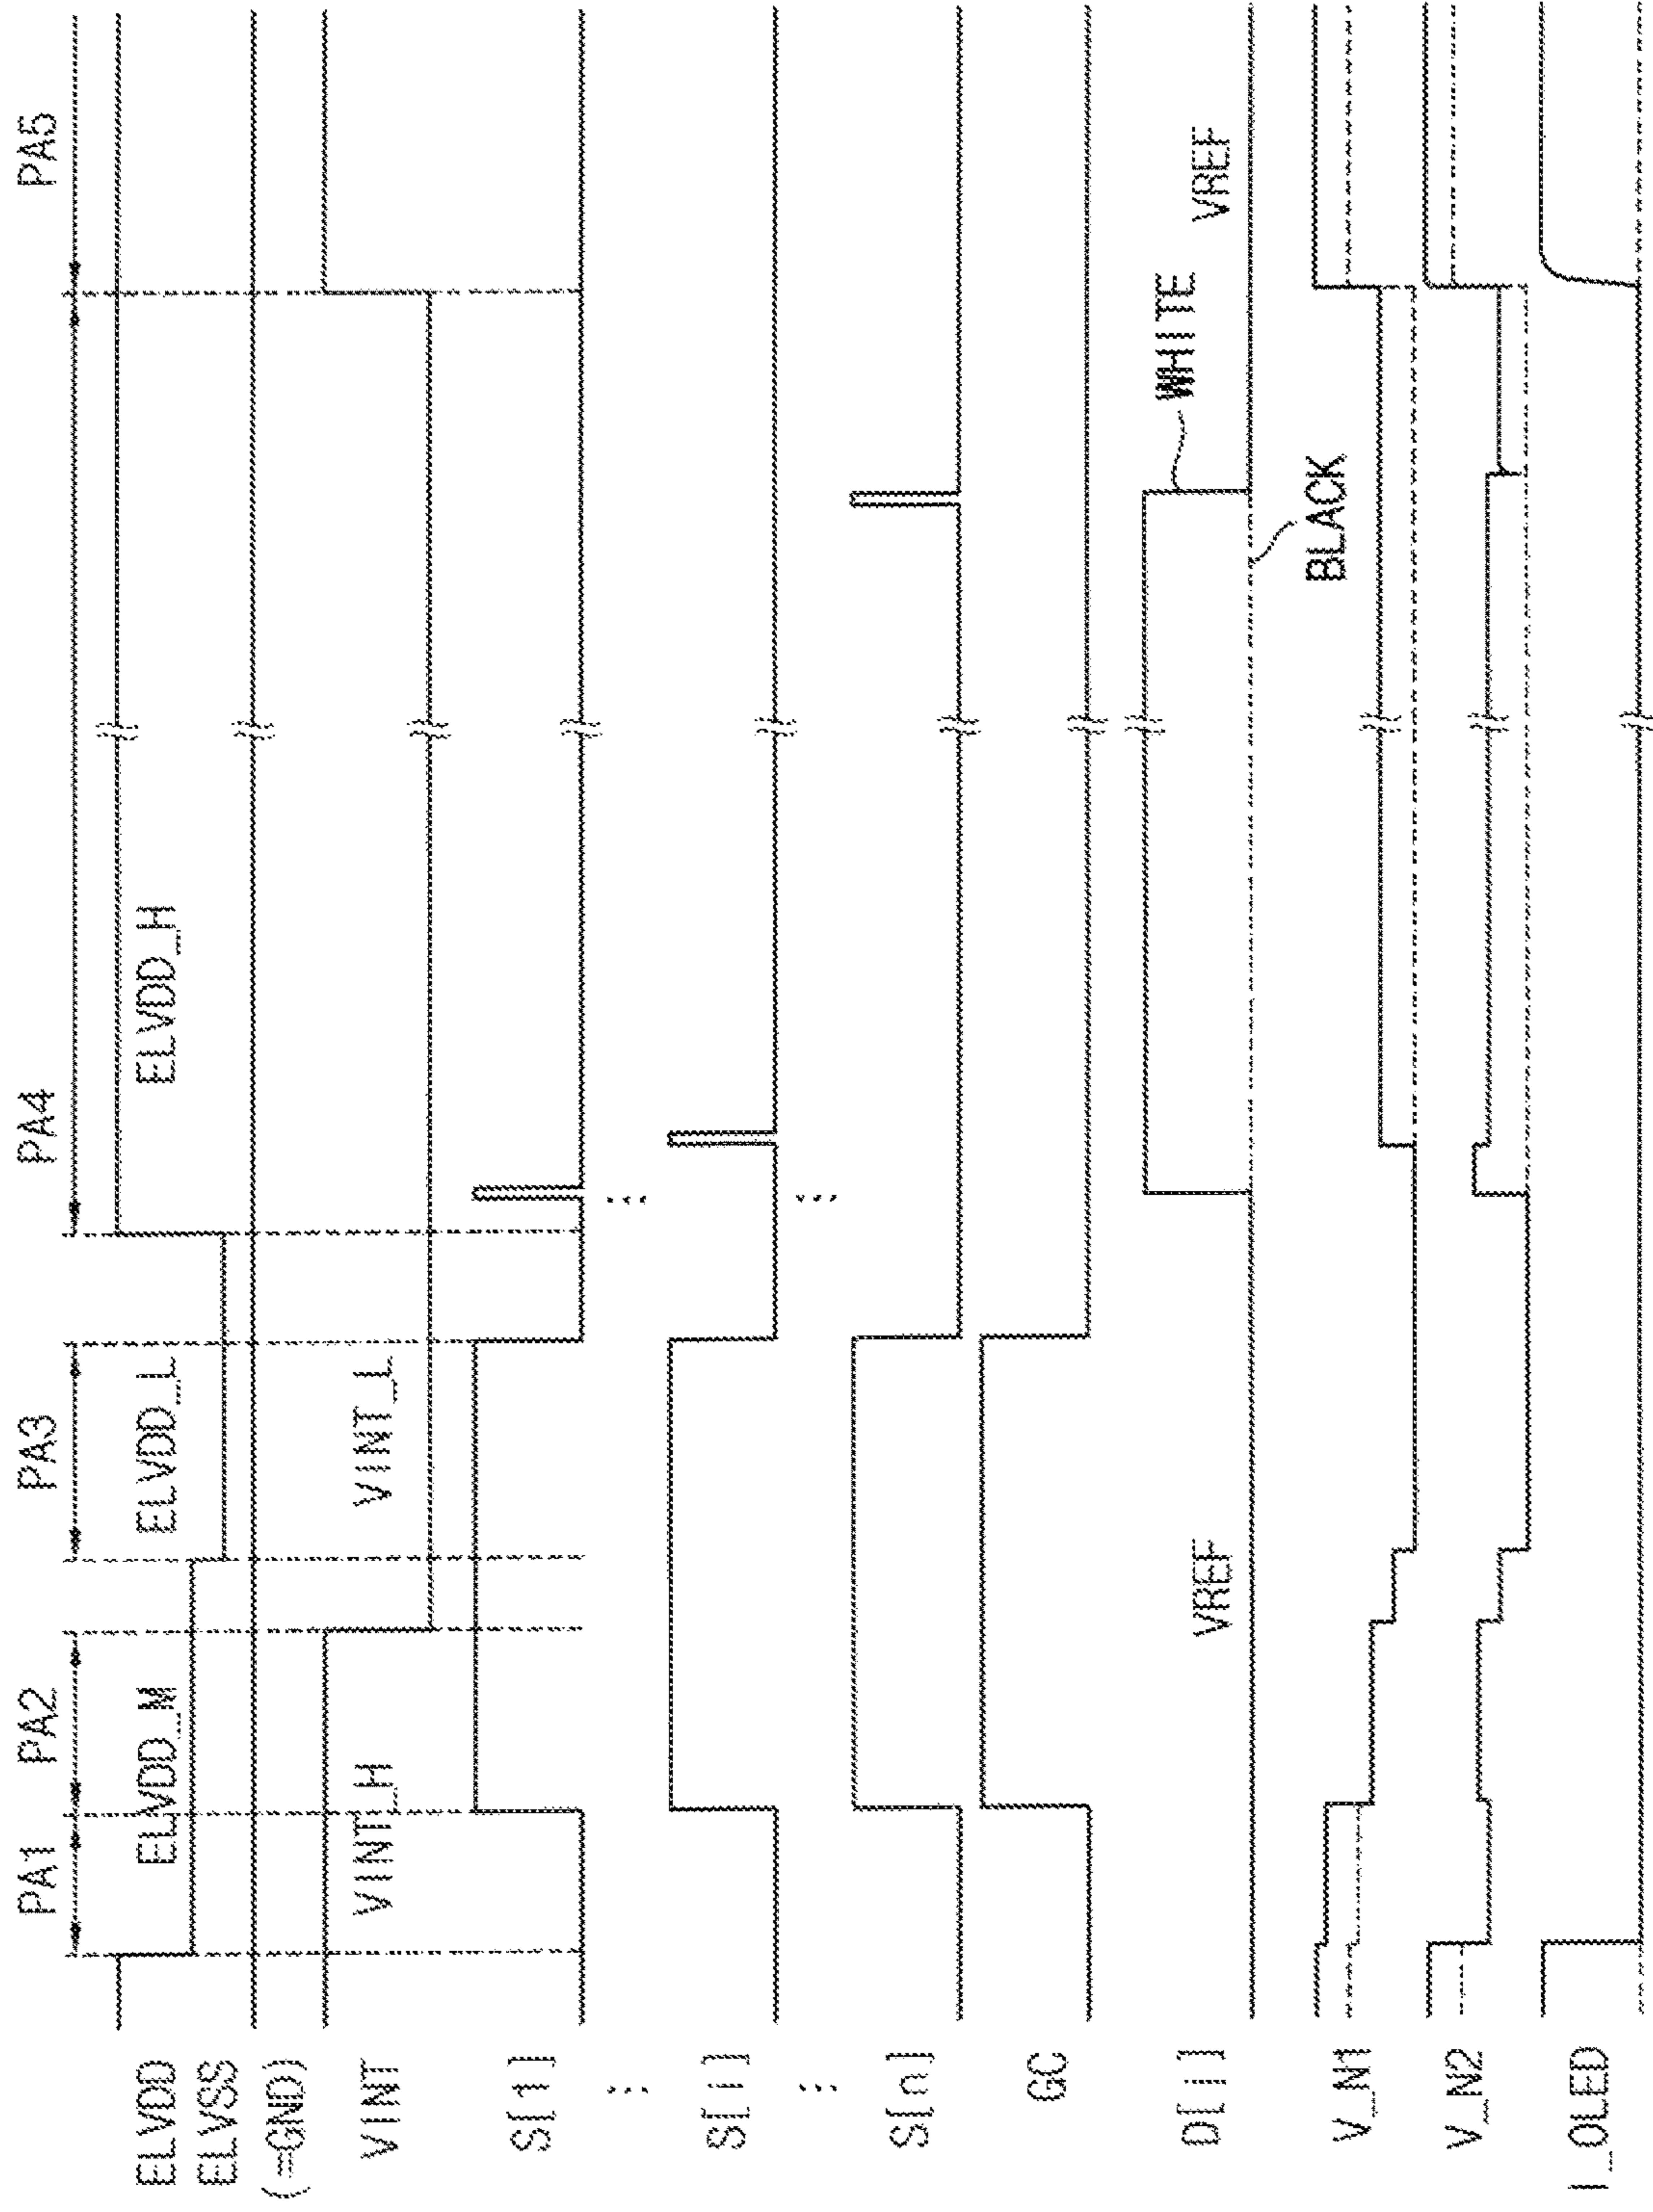 PA1 PA2 PA3 PA4 PA5
ELVDD
ELVDD_M ELVDD_L ELVDD_H
ELVSS
(=GND)
VINT
VINT_H VINT_L
S[1]
S[i]
S[n]
GC
D[j]
VREF WHITE VREF
BLACK
V_N1
V_N2
I_OLED